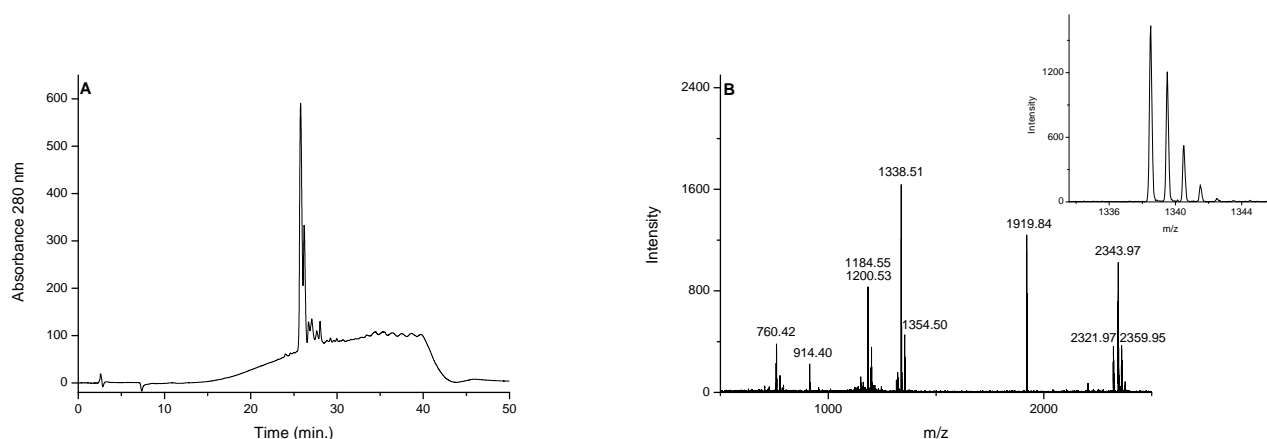 A
Absorbance 280 nm
600
500
400
300
200
100
0
0 10 20 30 40 50
Time (min.)
B
Intensity
2400
1600
800
0
1000 2000
m/z
760.42
914.40
1184.55
1200.53
1338.51
1354.50
1919.84
2343.97
2321.97 2359.95
Intensity
1200
600
0
1336 1340 1344
m/z